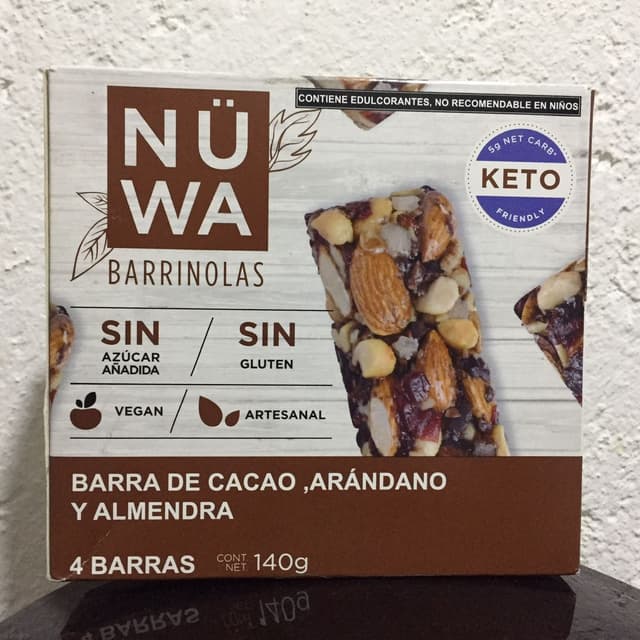 CONTIENE EDULCORANTES, NO RECOMENDABLE EN NIÑOS
NÜ
WA
BARRINOLAS
5g NET CARB*
KETO
FRIENDLY
SIN
AZÚCAR
AÑADIDA
SIN
GLUTEN
VEGAN
ARTESANAL
BARRA DE CACAO ,ARÁNDANO
Y ALMENDRA
4 BARRAS CONT. NET. 140g